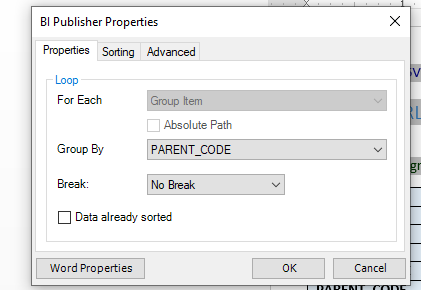 BI Publisher Properties
Properties Sorting Advanced
Loop
For Each Group Item
Absolute Path
Group By PARENT_CODE
Break: No Break
Data already sorted
Word Properties OK Cancel
PARENT_CODE